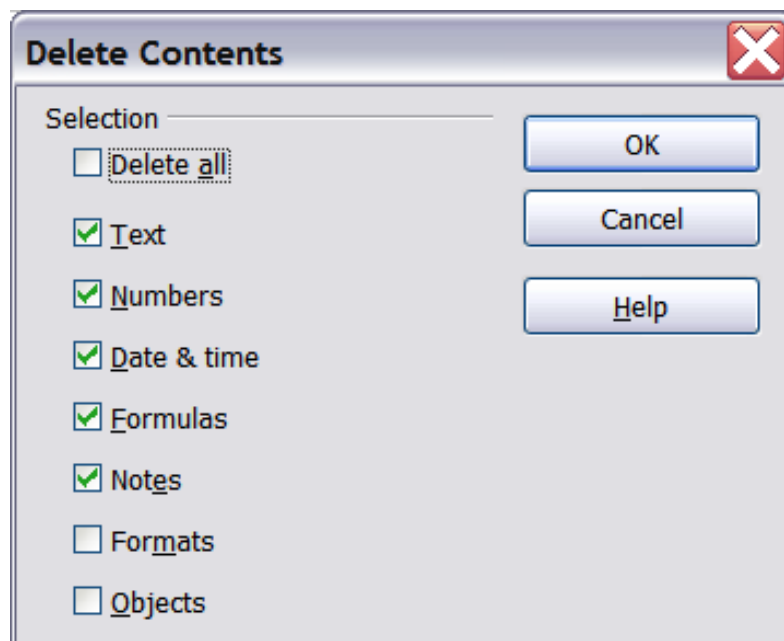 Delete Contents
Selection
Delete all
Text
Numbers
Date & time
Formulas
Notes
Formats
Objects
OK
Cancel
Help